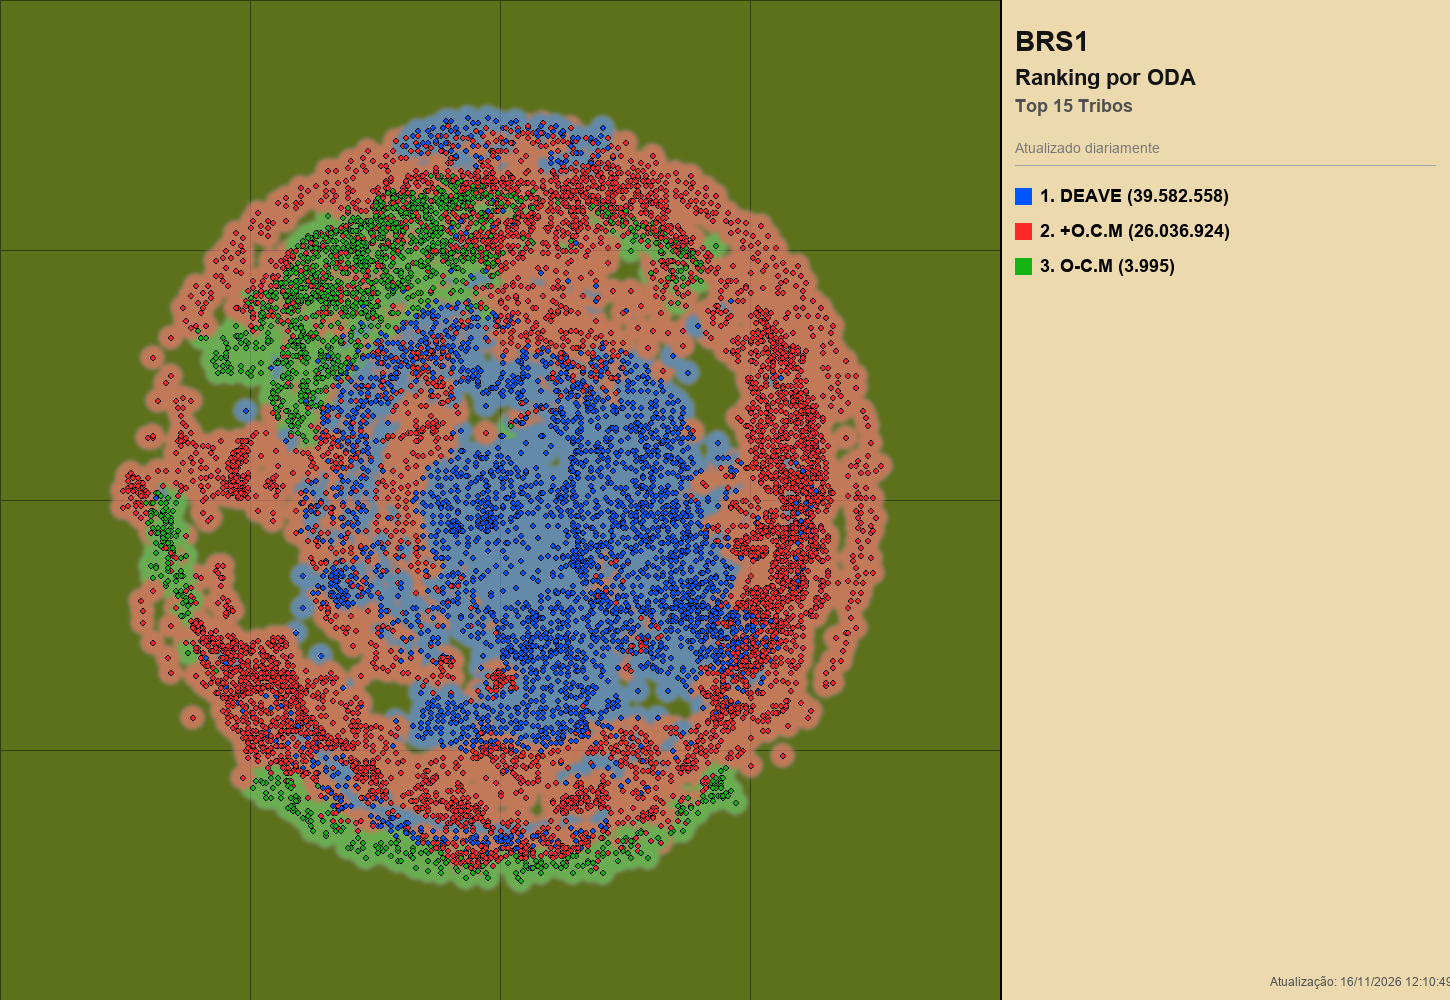 BRS1
Ranking por ODA
Top 15 Tribos
Atualizado diariamente
1. DEAVE (39.582.558)
2. +O.C.M (26.036.924)
3. O-C.M (3.995)
Atualização: 16/11/2026 12:10:49